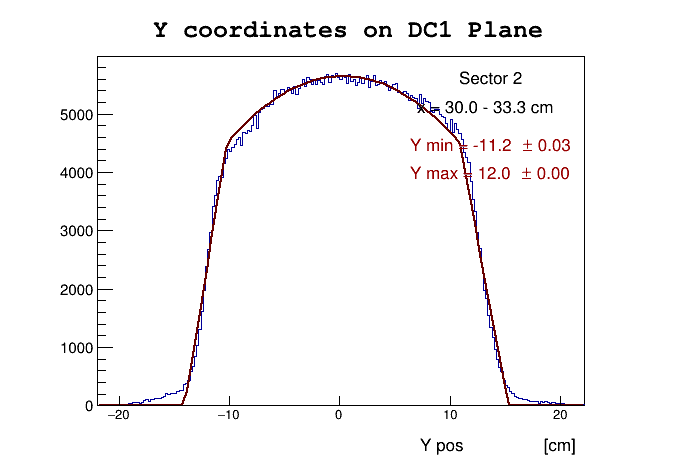 Y coordinates on DC1 Plane
Sector 2
x = 30.0 - 33.3 cm
Y min = -11.2 ± 0.03
Y max = 12.0 ± 0.00
5000
4000
3000
2000
1000
0
−20 −10 0 10 20
Y pos [cm]